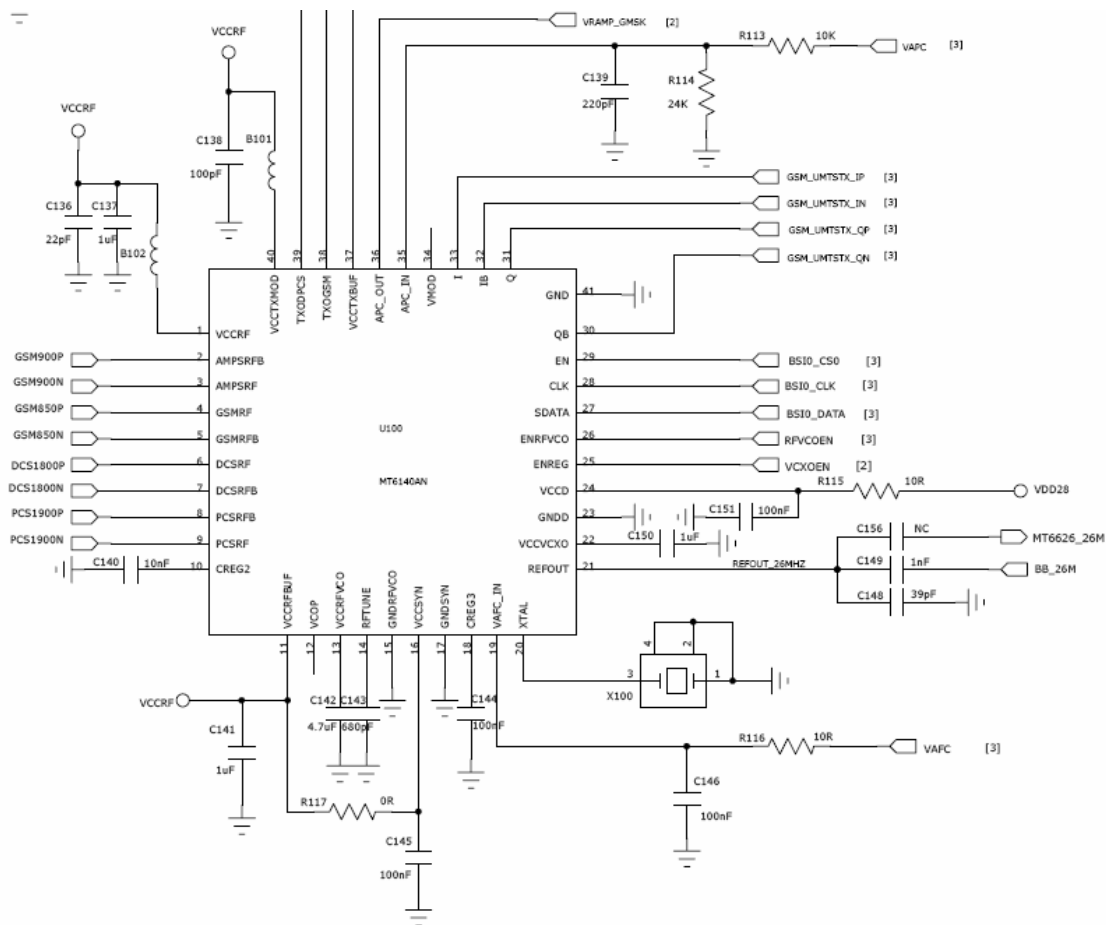 VRAMP_GMSK [2]
VCCRF
R113 10K VAPC [3]
C139 220pF
R114 24K
VCCRF
C138 100pF
B101
GSM_UMTSTX_IP [3]
GSM_UMTSTX_IN [3]
GSM_UMTSTX_QP [3]
GSM_UMTSTX_QN [3]
C136 22pF
C137 1uF
B102
40 39 38 37 36 35 34 33 32 31
VCCTXMOD TXODPCS TXOGSM VCCTXBUF APC_OUT APC_IN VMOD I IB Q
GND 41
1 VCCRF
QB 30
GSM900P 2 AMPSRFB
EN 29 BSI0_CS0 [3]
GSM900N 3 AMPSRF
CLK 28 BSI0_CLK [3]
GSM850P 4 GSMRF
SDATA 27 BSI0_DATA [3]
GSM850N 5 GSMRFB
U100
ENRFVCO 26 RFVCOEN [3]
DCS1800P 6 DCSRF
ENREG 25 VCXOEN [2]
DCS1800N 7 DCSRFB
MT6140AN
VCCD 24
R115 10R VDD28
PCS1900P 8 PCSRFB
GNDD 23
C151 100nF
PCS1900N 9 PCSRF
VCCVCXO 22
C150 1uF
C156 NC MT6626_26M
C140 10nF 10 CREG2
REFOUT 21
REFOUT_26MHZ
C149 1nF BB_26M
C148 39pF
VCCRFBUF VCOP VCCRFVCO RFTUNE GNDRFVCO VCCSYN GNDSYN CREG3 VAFC_IN XTAL
11 12 13 14 15 16 17 18 19 20
4 2
3 1
X100
VCCRF
C142 4.7uF
C143 680pF
C144 100nF
C141 1uF
R116 10R VAFC [3]
C146 100nF
R117 0R
C145 100nF